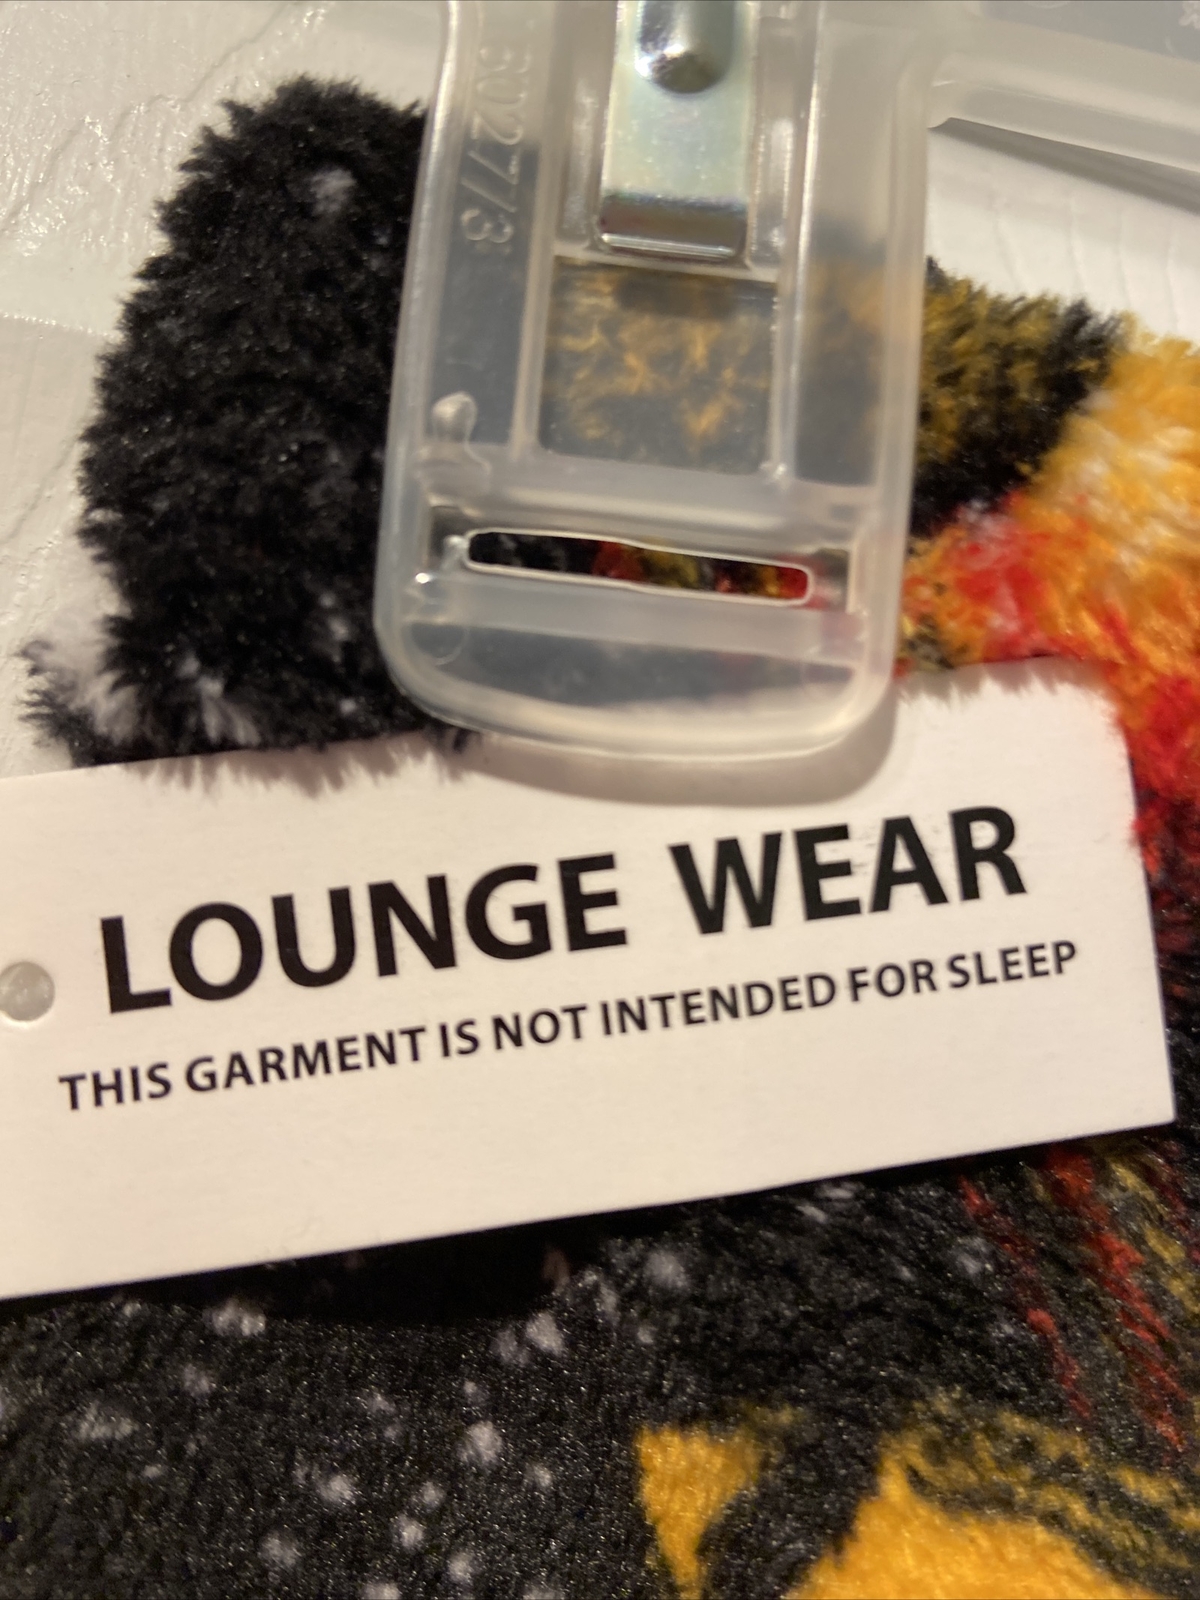 LOUNGE WEAR
THIS GARMENT IS NOT INTENDED FOR SLEEP